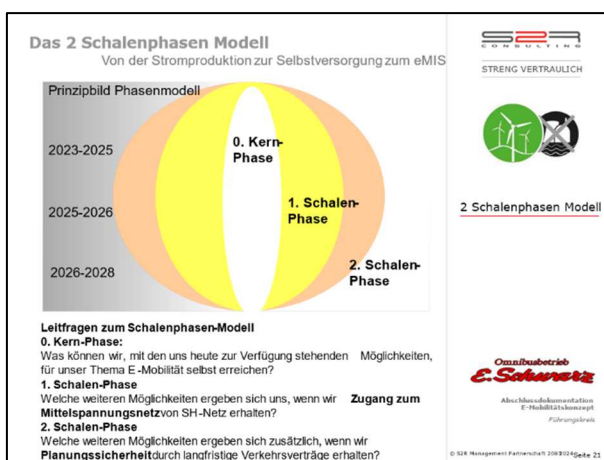 Das 2 Schalenphasen Modell
Von der Stromproduktion zur Selbstversorgung zum eMIS
Prinzipbild Phasenmodell
2023-2025
2025-2026
2026-2028
0. Kern-
Phase
1. Schalen-
Phase
2. Schalen-
Phase
Leitfragen zum Schalenphasen-Modell
0. Kern-Phase:
Was können wir, mit den uns heute zur Verfügung stehenden Möglichkeiten,
für unser Thema E-Mobilität selbst erreichen?
1. Schalen-Phase
Welche weiteren Möglichkeiten ergeben sich uns, wenn wir Zugang zum
Mittelspannungsnetz von SH-Netz erhalten?
2. Schalen-Phase
Welche weiteren Möglichkeiten ergeben sich zusätzlich, wenn wir
Planungssicherheit durch langfristige Verkehrsverträge erhalten?
S2R
CONSULTING
STRENG VERTRAULICH
2 Schalenphasen Modell
Omnibusbetrieb
E.Schwarz
Abschlussdokumentation
E-Mobilitätskonzept
Führungskreis
© S2R Management Partnerschaft
Seite 21